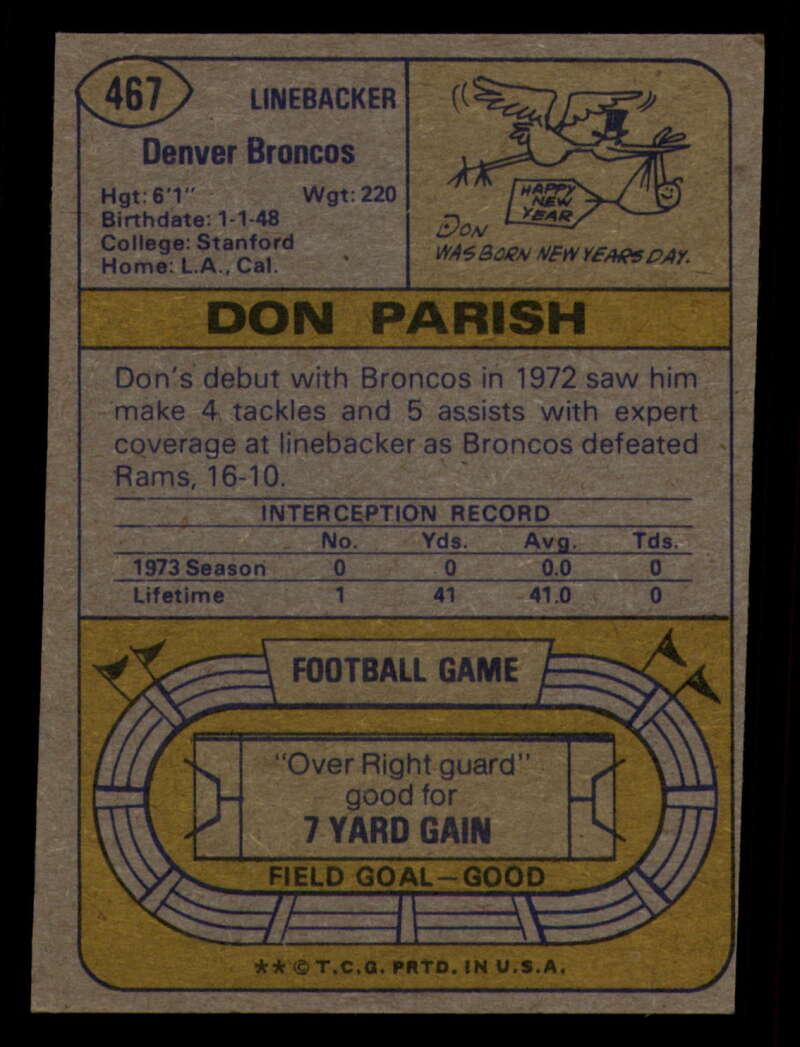 467
LINEBACKER
Denver Broncos
Hgt: 6'1" Wgt: 220
Birthdate: 1-1-48
College: Stanford
Home: L.A., Cal.
HAPPY
NEW
YEAR
DON
WAS BORN NEW YEARS DAY.
DON PARISH
Don's debut with Broncos in 1972 saw him
make 4 tackles and 5 assists with expert
coverage at linebacker as Broncos defeated
Rams, 16-10.
INTERCEPTION RECORD
No. Yds. Avg. Tds.
1973 Season 0 0 0.0 0
Lifetime 1 41 41.0 0
FOOTBALL GAME
"Over Right guard"
good for
7 YARD GAIN
FIELD GOAL—GOOD
** © T.C.G. PRTD. IN U.S.A.